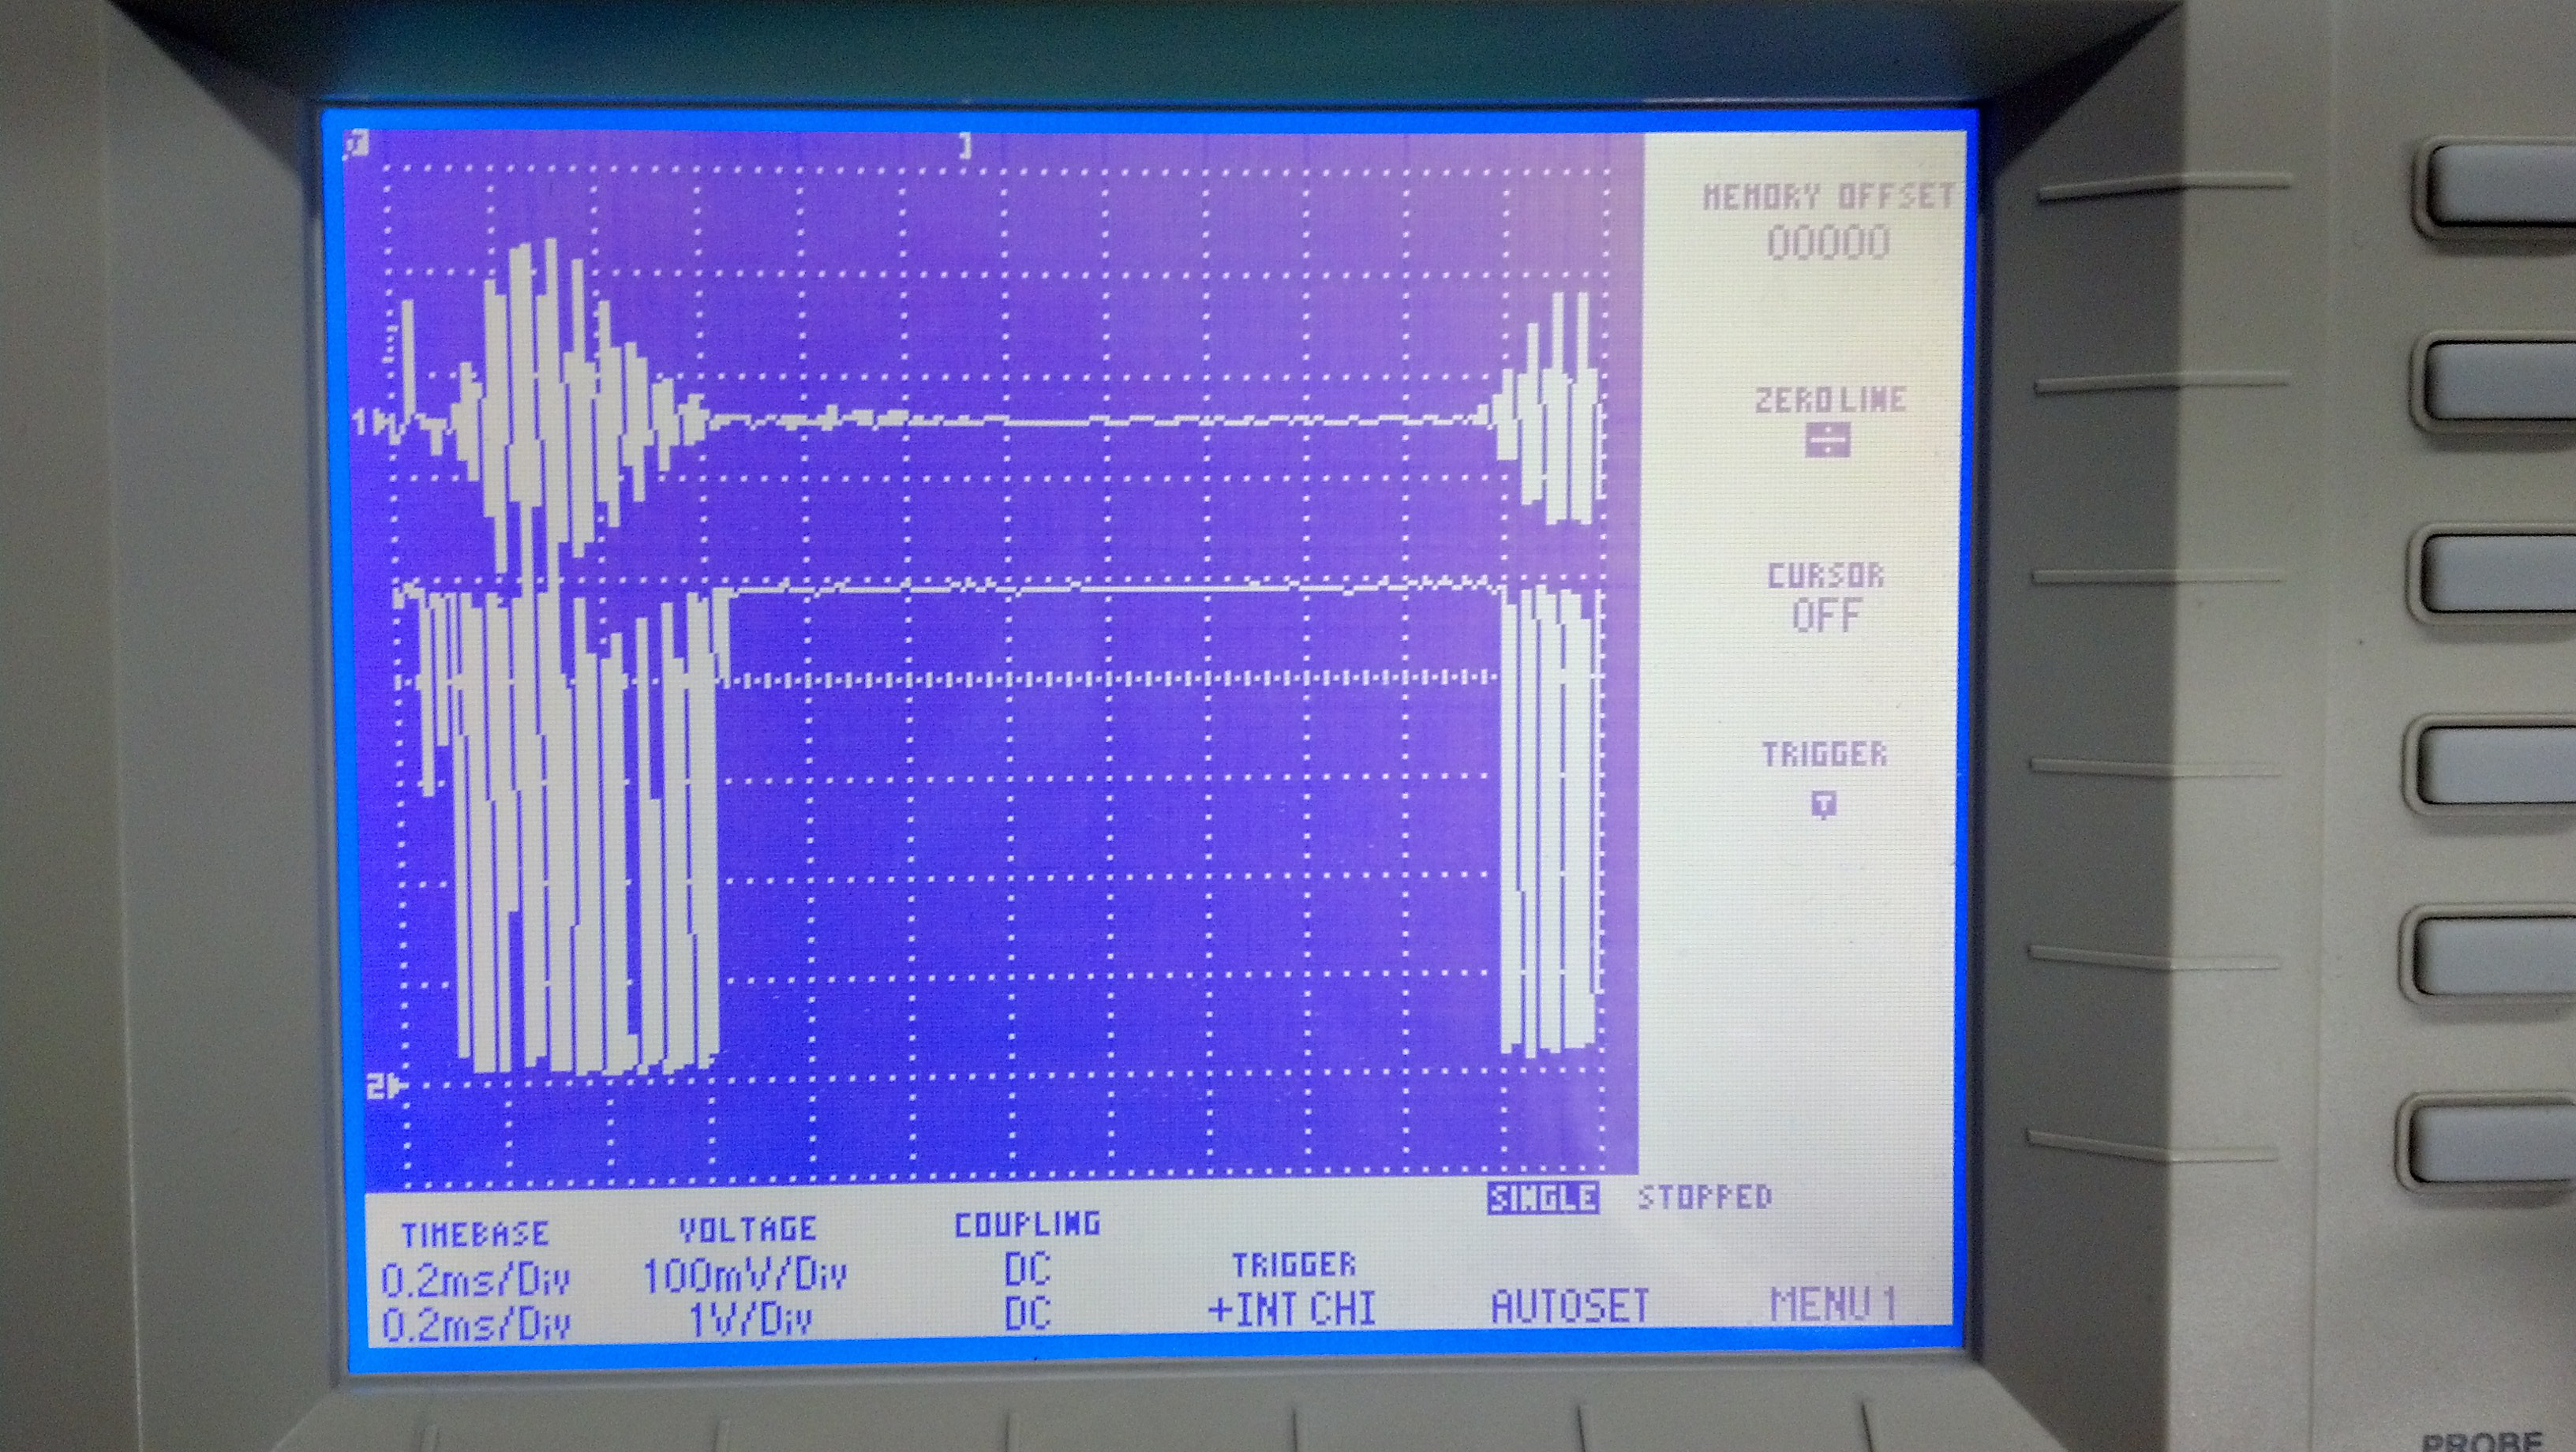 T
]
1
2
MEMORY OFFSET
00000
ZERO LINE
CURSOR
OFF
TRIGGER
T
SINGLE STOPPED
TIMEBASE VOLTAGE COUPLING
0.2ms/Div 100mV/Div DC TRIGGER
0.2ms/Div 1V/Div DC +INT CHI AUTOSET MENU 1
PROBE